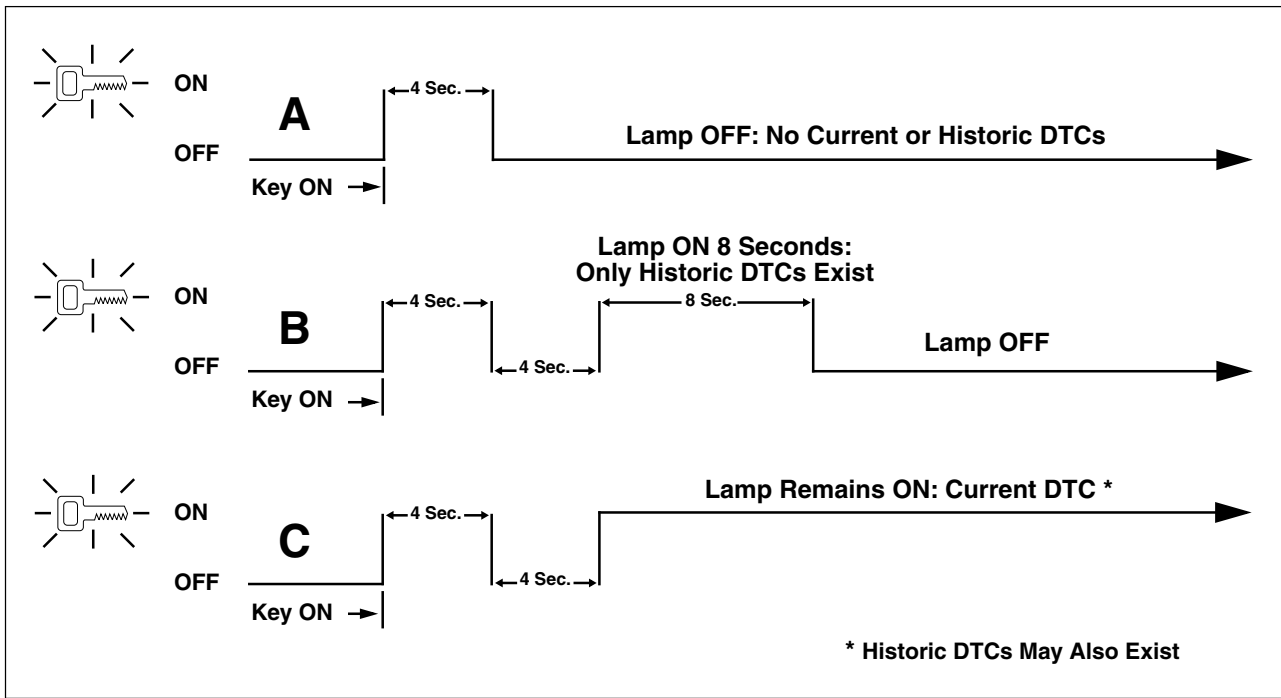 ON
A
4 Sec.
Lamp OFF: No Current or Historic DTCs
OFF
Key ON
Lamp ON 8 Seconds:
Only Historic DTCs Exist
ON
B
4 Sec.
8 Sec.
Lamp OFF
OFF
4 Sec.
Key ON
Lamp Remains ON: Current DTC *
ON
C
4 Sec.
OFF
4 Sec.
Key ON
* Historic DTCs May Also Exist